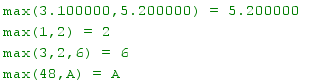 max(3.100000,5.200000) = 5.200000
max(1,2) = 2
max(3,2,6) = 6
max(48,A) = A